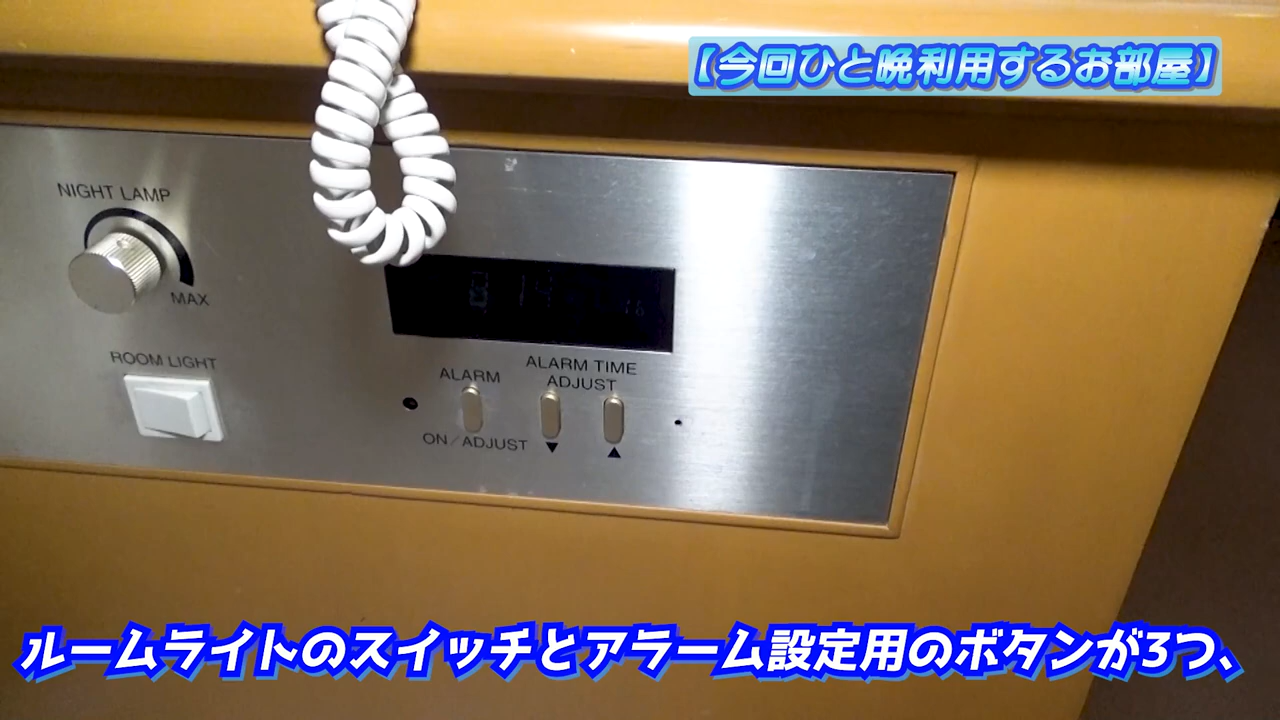 【今回ひと晩利用するお部屋】
NIGHT LAMP
MAX
ROOM LIGHT
ALARM
ON/ADJUST
ALARM TIME
ADJUST
▼
▲
ルームライトのスイッチとアラーム設定用のボタンが3つ、